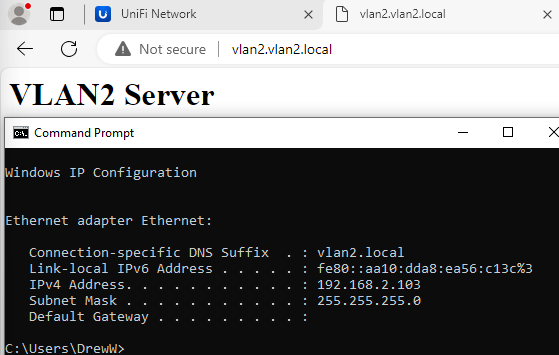 UniFi Network
vlan2.vlan2.local
Not secure
vlan2.vlan2.local
VLAN2 Server
Command Prompt
Windows IP Configuration
Ethernet adapter Ethernet:
Connection-specific DNS Suffix . : vlan2.local
Link-local IPv6 Address . . . . . : fe80::aa10:dda8:ea56:c13c%3
IPv4 Address. . . . . . . . . . . : 192.168.2.103
Subnet Mask . . . . . . . . . . . : 255.255.255.0
Default Gateway . . . . . . . . . :
C:\Users\DrewW>